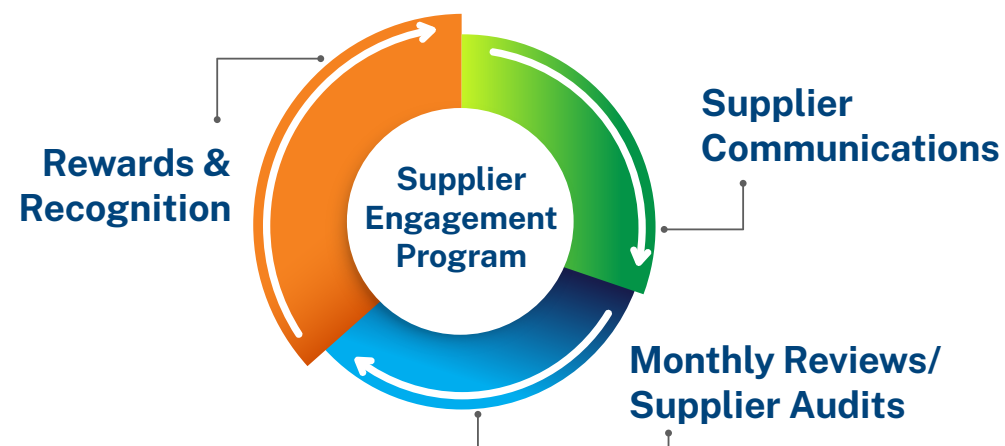 Supplier
Communications
Rewards &
Recognition
Supplier
Engagement
Program
Monthly Reviews/
Supplier Audits